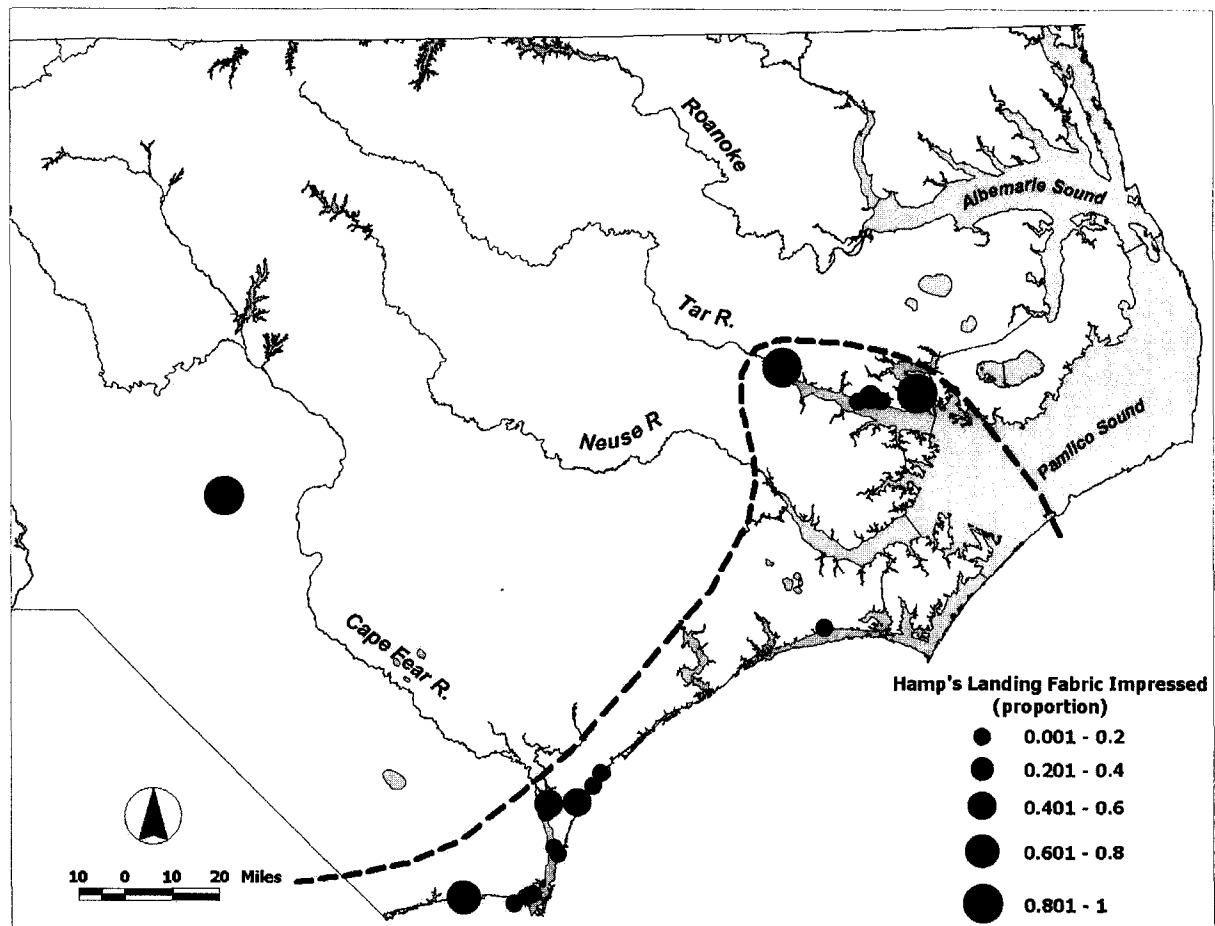 Roanoke
Albemarle Sound
Tar R.
Neuse R
Pamlico Sound
Cape Fear R.
Hamp's Landing Fabric Impressed
(proportion)
0.001 - 0.2
0.201 - 0.4
0.401 - 0.6
0.601 - 0.8
0.801 - 1
10 0 10 20 Miles